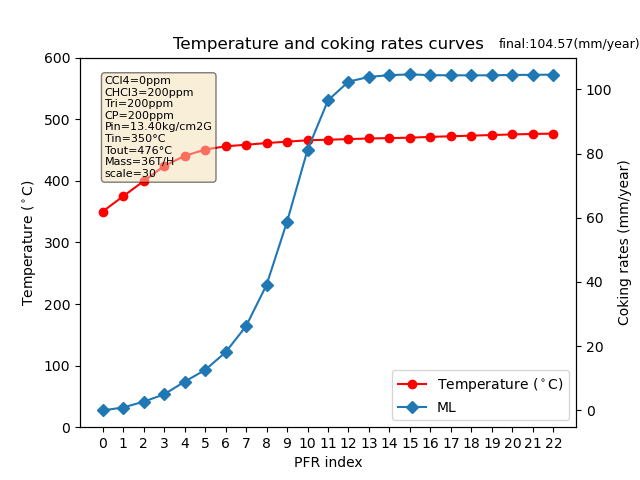 Temperature and coking rates curves
final:104.57(mm/year)
CCl4=0ppm
CHCl3=200ppm
Tri=200ppm
CP=200ppm
Pin=13.40kg/cm2G
Tin=350°C
Tout=476°C
Mass=36T/H
scale=30
600
500
400
300
200
100
0
Temperature (°C)
100
80
60
40
20
0
Coking rates (mm/year)
Temperature (°C)
ML
0 1 2 3 4 5 6 7 8 9 10 11 12 13 14 15 16 17 18 19 20 21 22
PFR index